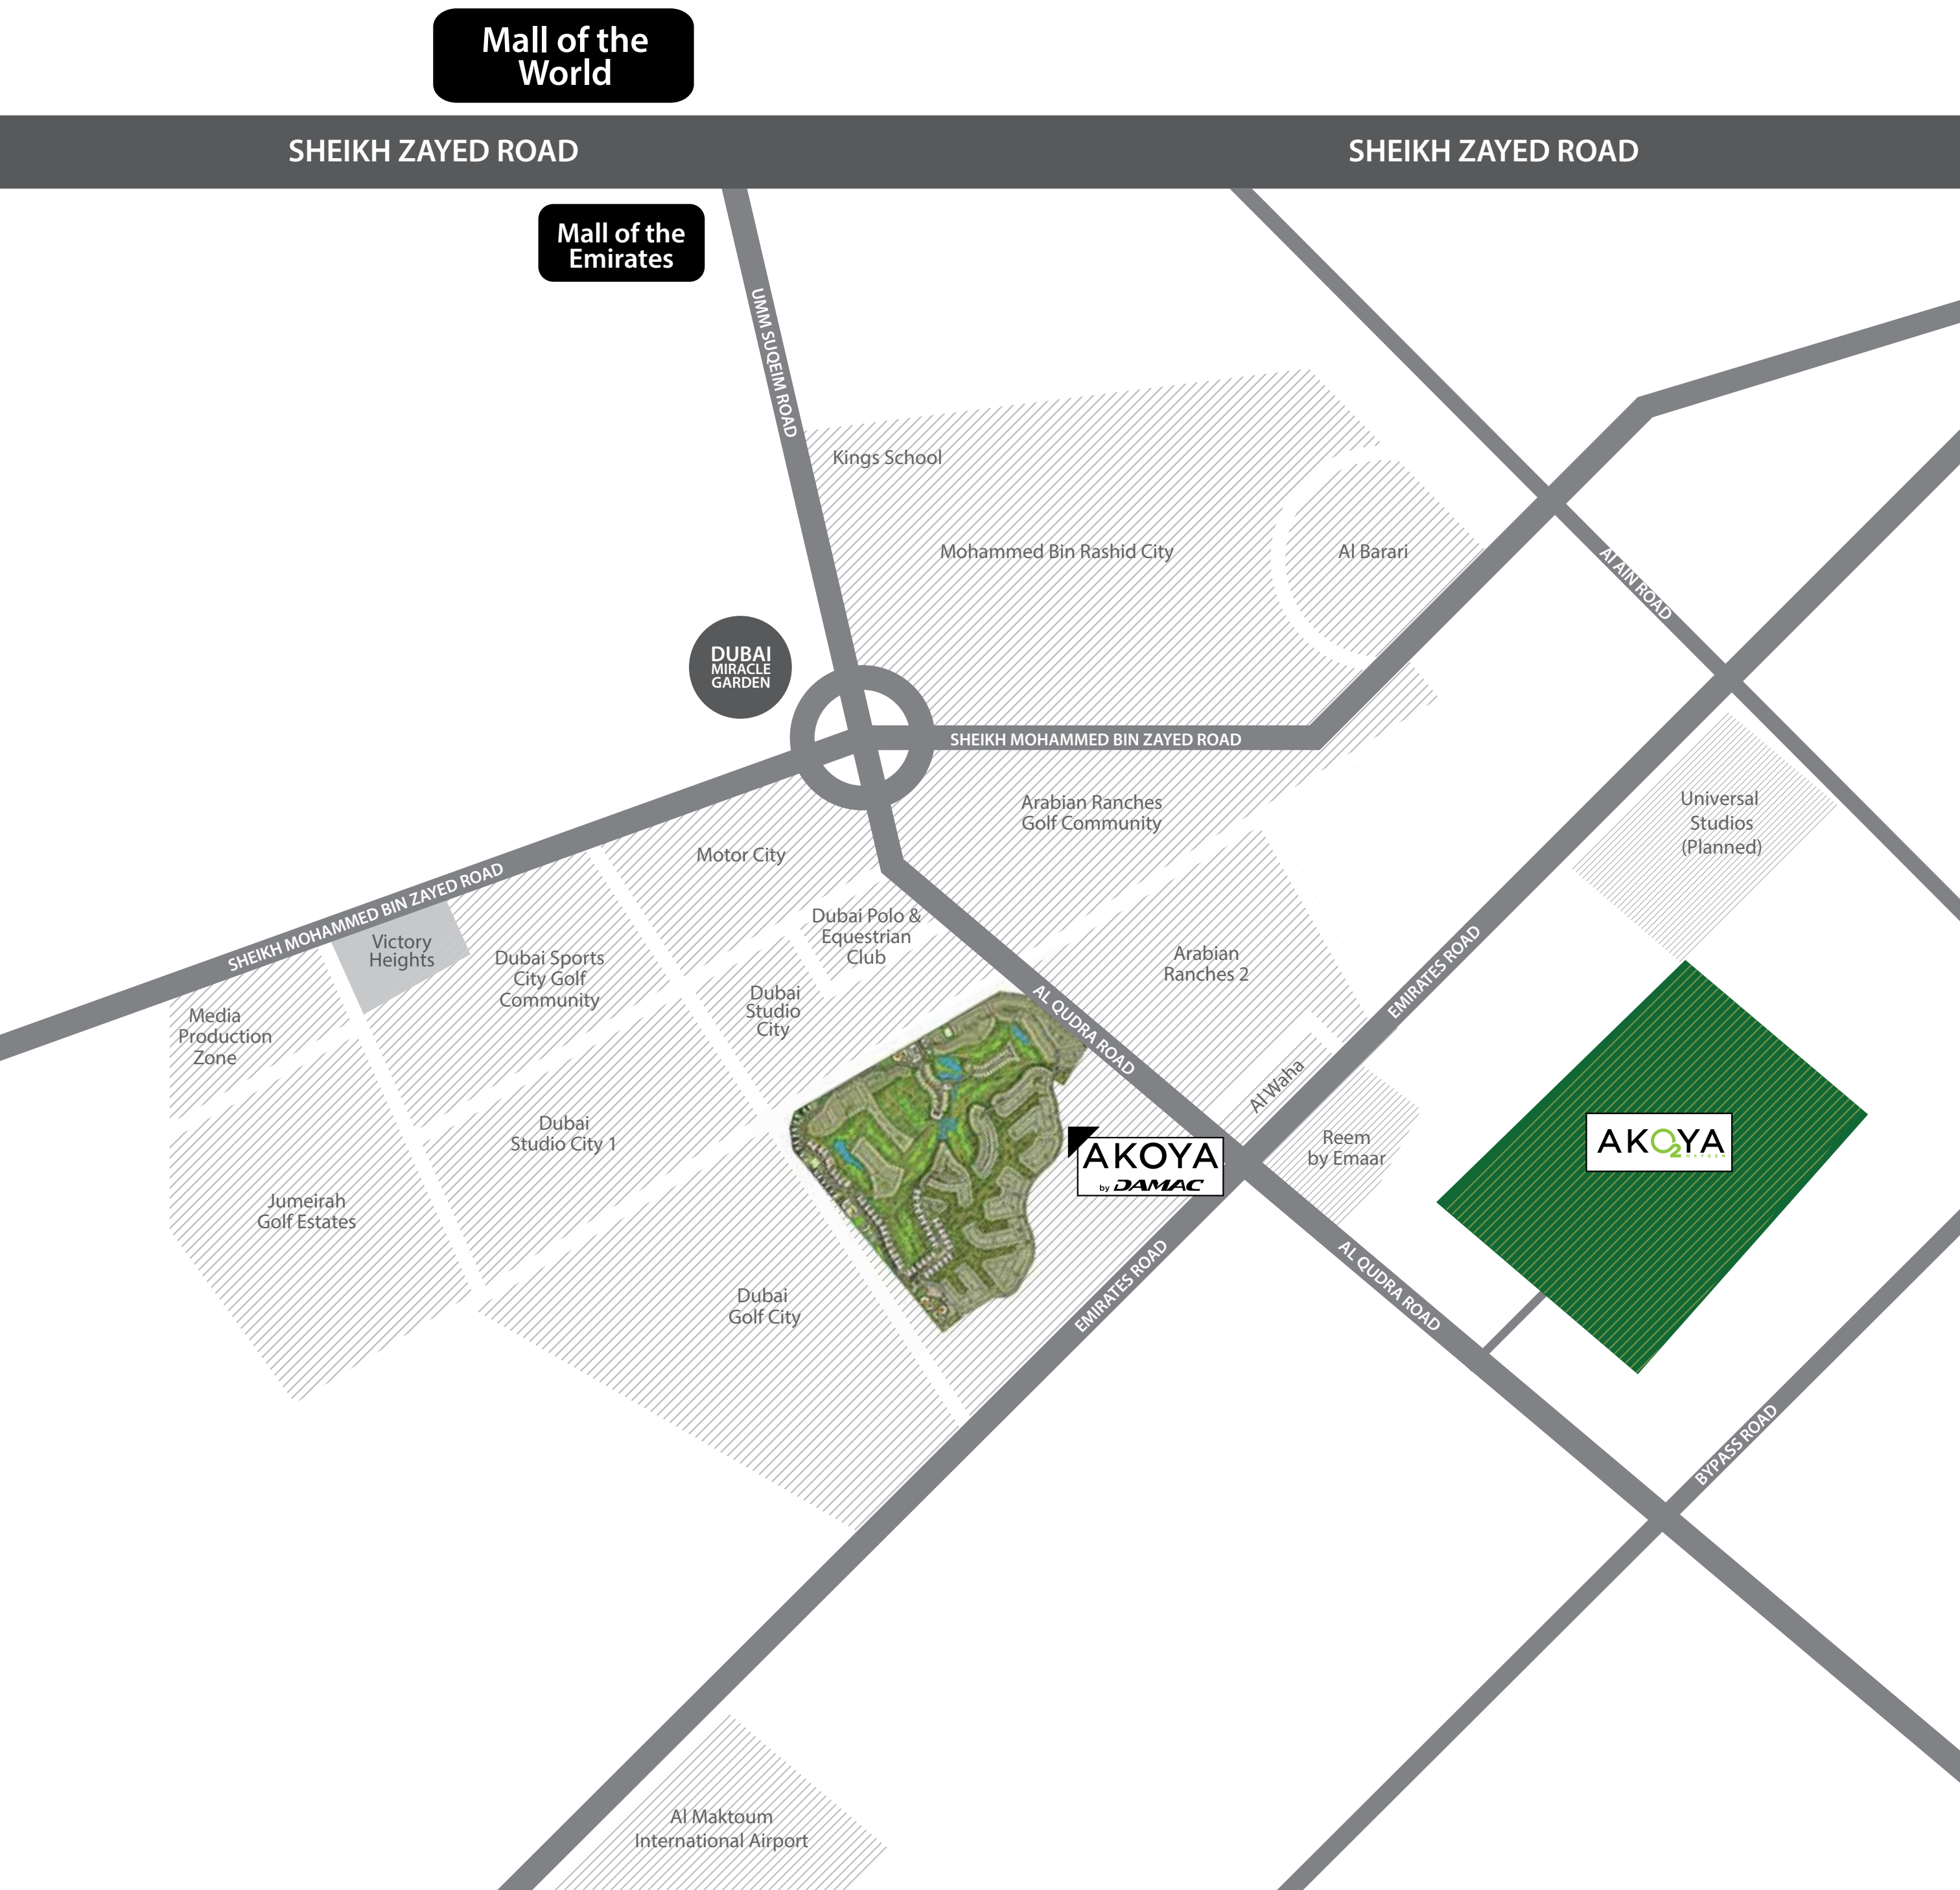 Mall of the
World
SHEIKH ZAYED ROAD
SHEIKH ZAYED ROAD
Mall of the
Emirates
UMM SUQEIM ROAD
Kings School
Mohammed Bin Rashid City
Al Barari
Al AIN ROAD
DUBAI
MIRACLE
GARDEN
SHEIKH MOHAMMED BIN ZAYED ROAD
Arabian Ranches
Golf Community
Universal
Studios
(Planned)
Motor City
SHEIKH MOHAMMED BIN ZAYED ROAD
Victory
Heights
Dubai Polo &
Equestrian
Club
Dubai Sports
City Golf
Community
Arabian
Ranches 2
EMIRATES ROAD
Media
Production
Zone
Dubai
Studio
City
AL QUDRA ROAD
Al Waha
Dubai
Studio City 1
Reem
by Emaar
AKOYA
by DAMAC
AKO2YA
OXYGEN
Jumeirah
Golf Estates
Dubai
Golf City
EMIRATES ROAD
AL QUDRA ROAD
BYPASS ROAD
Al Maktoum
International Airport